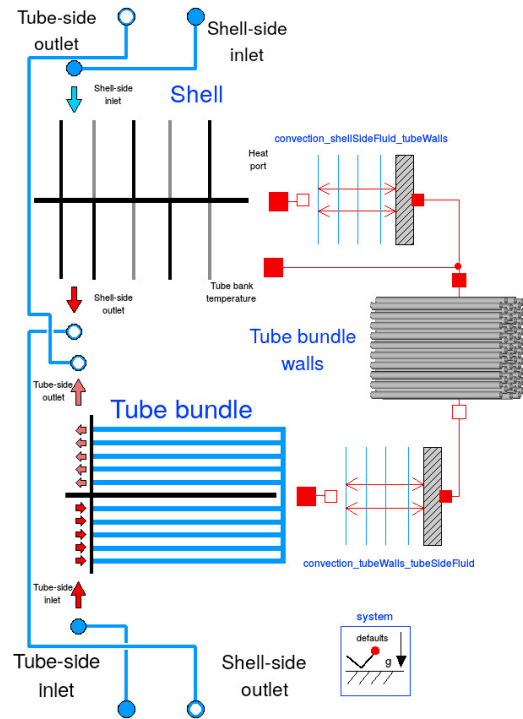 Tube-side
outlet
Shell-side
inlet
Shell-side
inlet
Shell
convection_shellSideFluid_tubeWalls
Heat
port
Tube bank
temperature
Shell-side
outlet
Tube bundle
walls
Tube-side
outlet
Tube bundle
convection_tubeWalls_tubeSideFluid
Tube-side
inlet
system
defaults
g
Tube-side
inlet
Shell-side
outlet